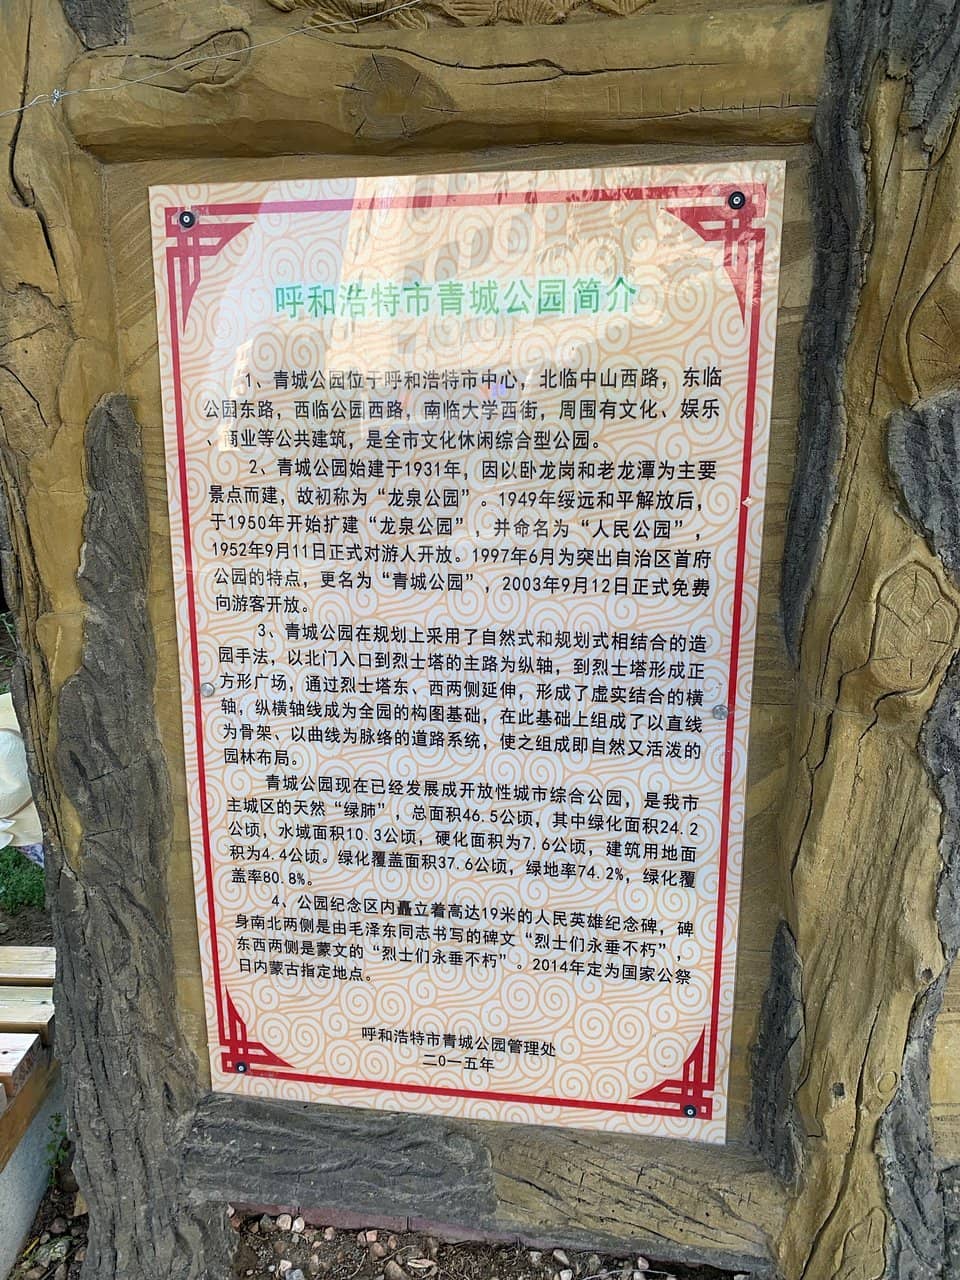 呼和浩特市青城公园简介
1、青城公园位于呼和浩特市中心，北临中山西路，东临
公园东路，西临公园西路，南临大学西街，周围有文化、娱乐
、商业等公共建筑，是全市文化休闲综合型公园。
2、青城公园始建于1931年，因以卧龙岗和老龙潭为主要
景点而建，故初称为“龙泉公园”。1949年绥远和平解放后，
于1950年开始扩建“龙泉公园”，并命名为“人民公园”，
1952年9月11日正式对游人开放。1997年6月为突出自治区首府
公园的特点，更名为“青城公园”，2003年9月12日正式免费
向游客开放。
3、青城公园在规划上采用了自然式和规划式相结合的造
园手法，以北门入口到烈士塔的主路为纵轴，到烈士塔形成正
方形广场，通过烈士塔东、西两侧延伸，形成了虚实结合的横
轴，纵横轴线成为全园的构图基础，在此基础上组成了以直线
为骨架、以曲线为脉络的道路系统，使之组成即自然又活泼的
园林布局。
青城公园现在已经发展成开放性城市综合公园，是我市
主城区的天然“绿肺”，总面积46.5公顷，其中绿化面积24.2
公顷，水域面积10.3公顷，硬化面积为7.6公顷，建筑用地面
积为4.4公顷。绿化覆盖面积37.6公顷，绿地率74.2%，绿化覆
盖率80.8%。
4、公园纪念区内矗立着高达19米的人民英雄纪念碑，碑
身南北两侧是由毛泽东同志书写的碑文“烈士们永垂不朽”，
东西两侧是蒙文的“烈士们永垂不朽”。2014年定为国家公祭
日内蒙古指定地点。
呼和浩特市青城公园管理处
二0一五年